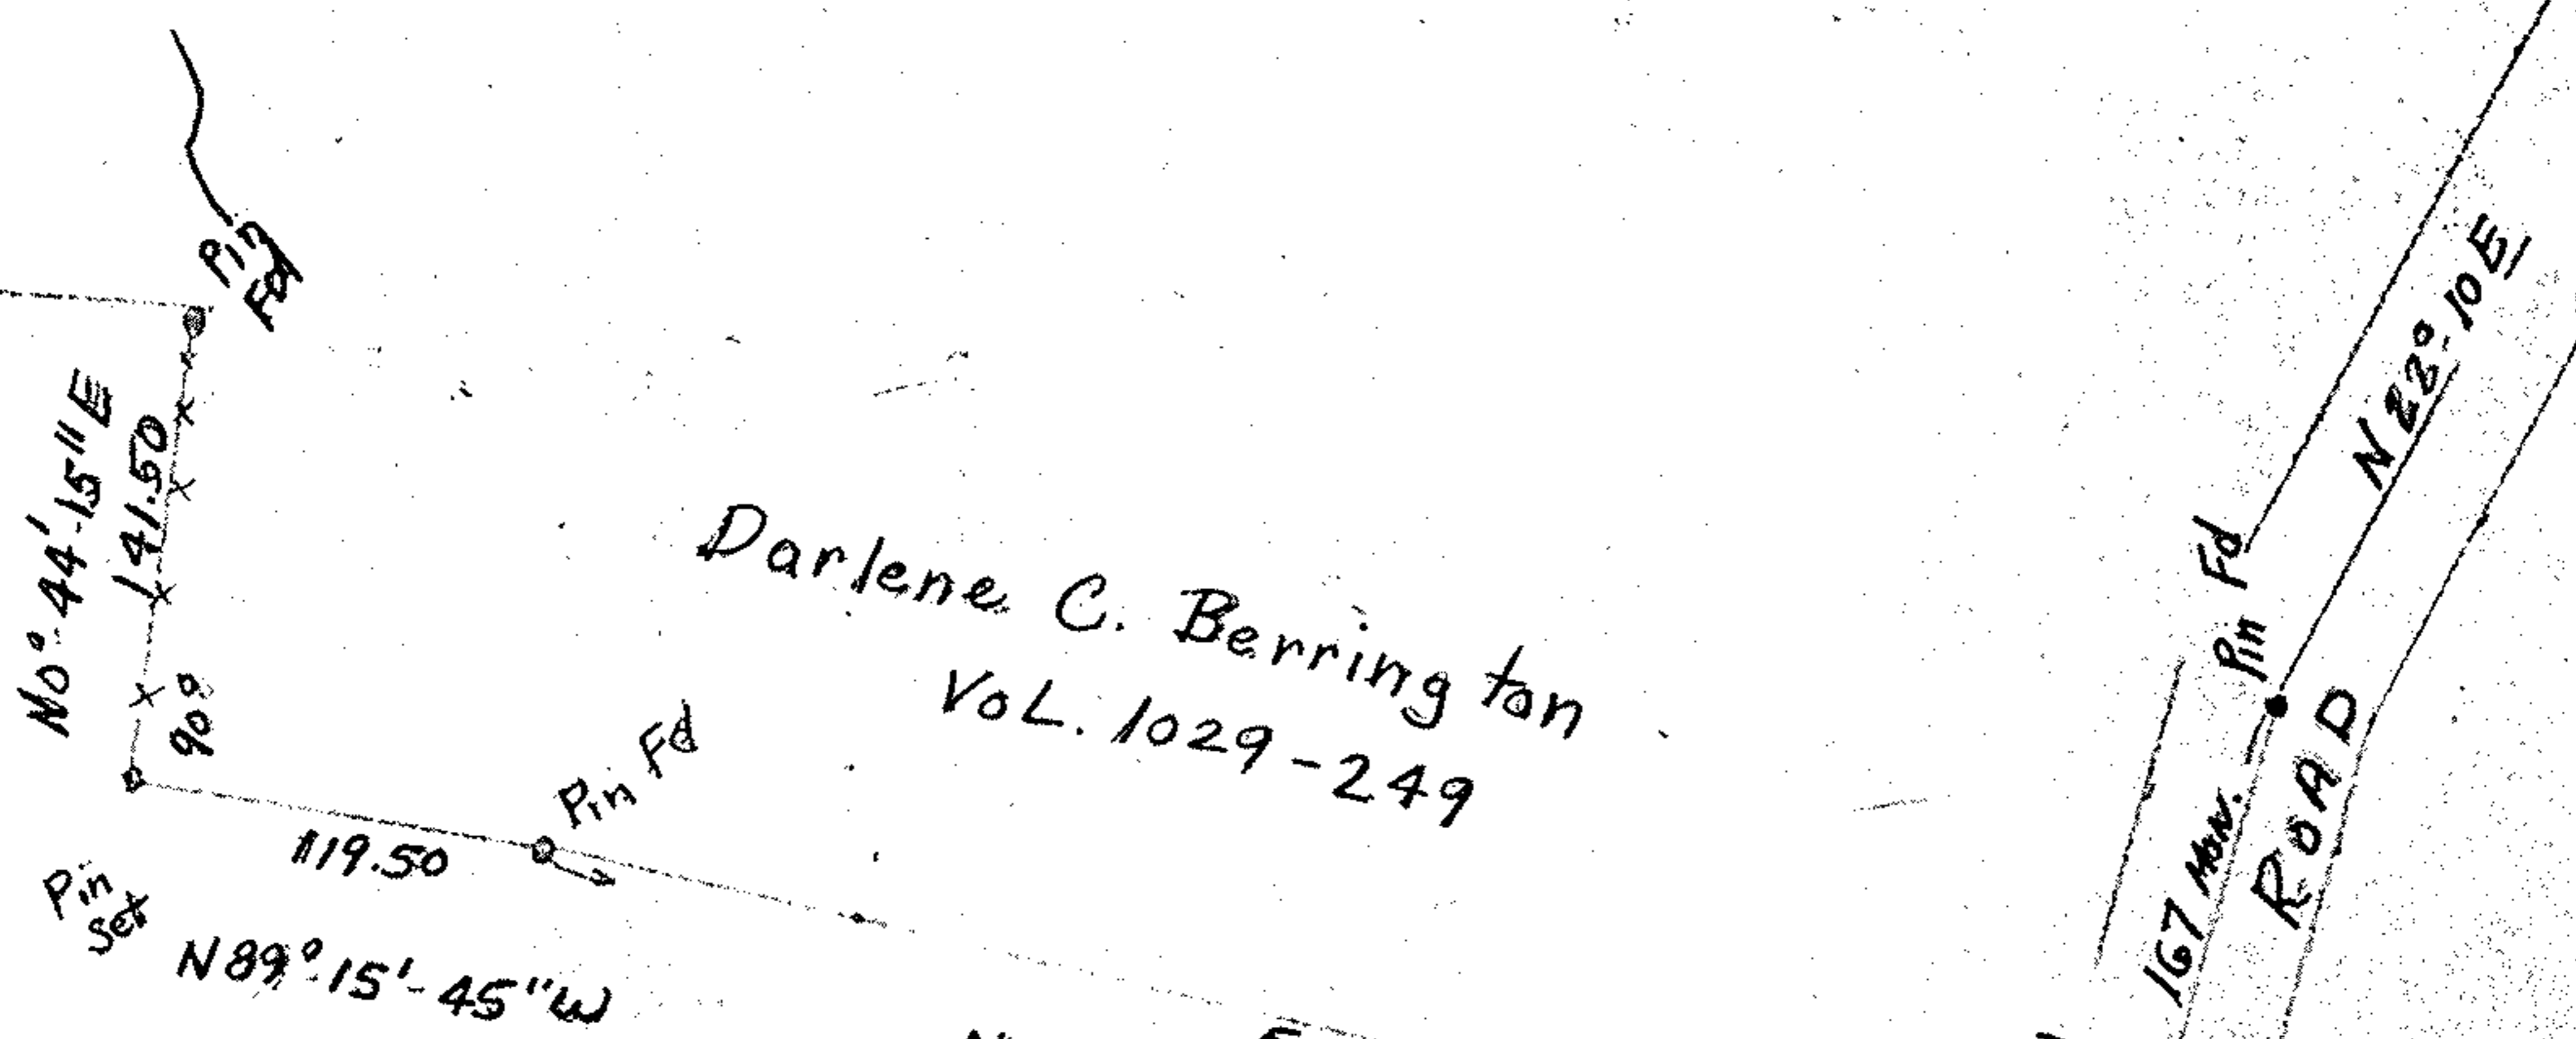 Pin
Fd
N0°-44'-15" E
141.50
90°
Darlene C. Berrington
VoL. 1029-249
Pin Fd
119.50
Pin
Set
N89°-15'-45"W
N22°-10E
Pin Fd
167 MON.
ROAD